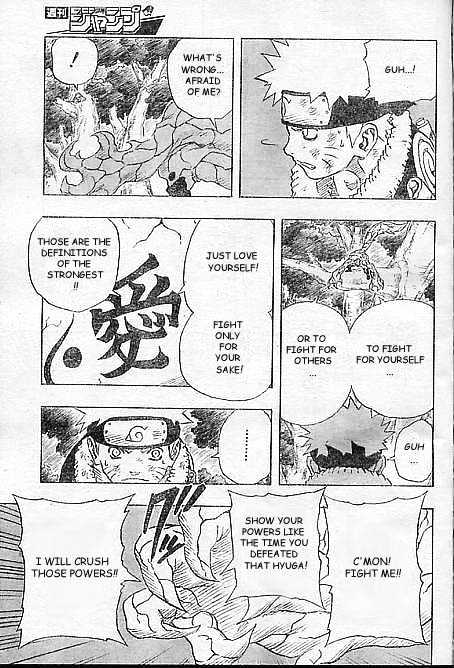 週刊
ジャンプ
GUH...!
WHAT'S
WRONG...
AFRAID
OF ME?
!
TO FIGHT
FOR YOURSELF
...
OR TO
FIGHT FOR
OTHERS
...
GUH
...
JUST LOVE
YOURSELF!
FIGHT
ONLY
FOR
YOUR
SAKE!
THOSE ARE THE
DEFINITIONS
OF THE
STRONGEST
!!
愛
.........
C'MON!
FIGHT ME!!
SHOW YOUR
POWERS LIKE
THE TIME YOU
DEFEATED
THAT HYUGA!
I WILL CRUSH
THOSE POWERS!!